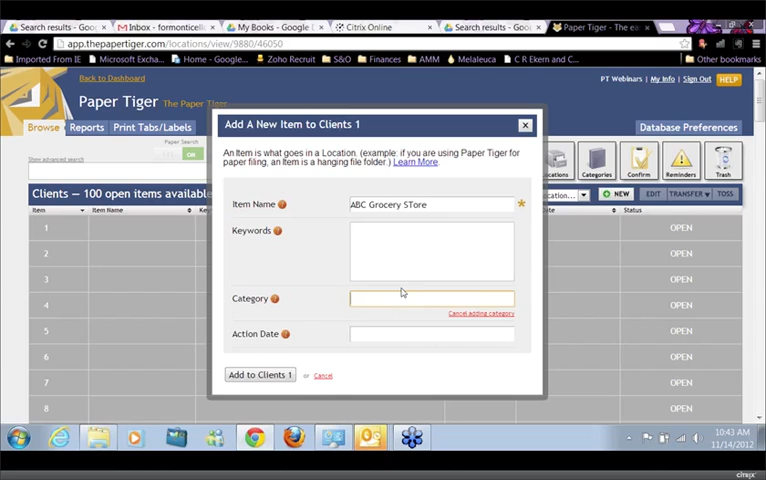 Search results - g
Inbox - formonticell
My Books - Google D
Citrix Online
Search results - g
Paper Tiger - The ea
app.thepapertiger.com/locations/view/9880/46050
Imported From IE
Microsoft Excha...
Home - Google...
Zoho Recruit
S&O
Finances
AMM
Melaleuca
C R Ekern and C...
Other bookmarks
Back to Dashboard
PT Webinars | My Info | Sign Out
HELP
Paper Tiger The Paper Tiger
Browse
Reports
Print Tabs/Labels
Database Preferences
Paper Search
ON
Show advanced search
Locations
Categories
Confirm
Reminders
Trash
Clients — 100 open items available
ocation...
NEW
EDIT
TRANSFER
TOSS
Item
Item Name
Ke
Date
Status
1
OPEN
2
OPEN
3
OPEN
4
OPEN
5
OPEN
6
OPEN
7
OPEN
8
OPEN
Add A New Item to Clients 1
x
An Item is what goes in a Location. (example: if you are using Paper Tiger for
paper filing, an Item is a hanging file folder.) Learn More.
Item Name ?
ABC Grocery STore
*
Keywords ?
Category ?
Cancel adding category
Action Date ?
Add to Clients 1
or Cancel
10:43 AM
11/14/2012
citrix